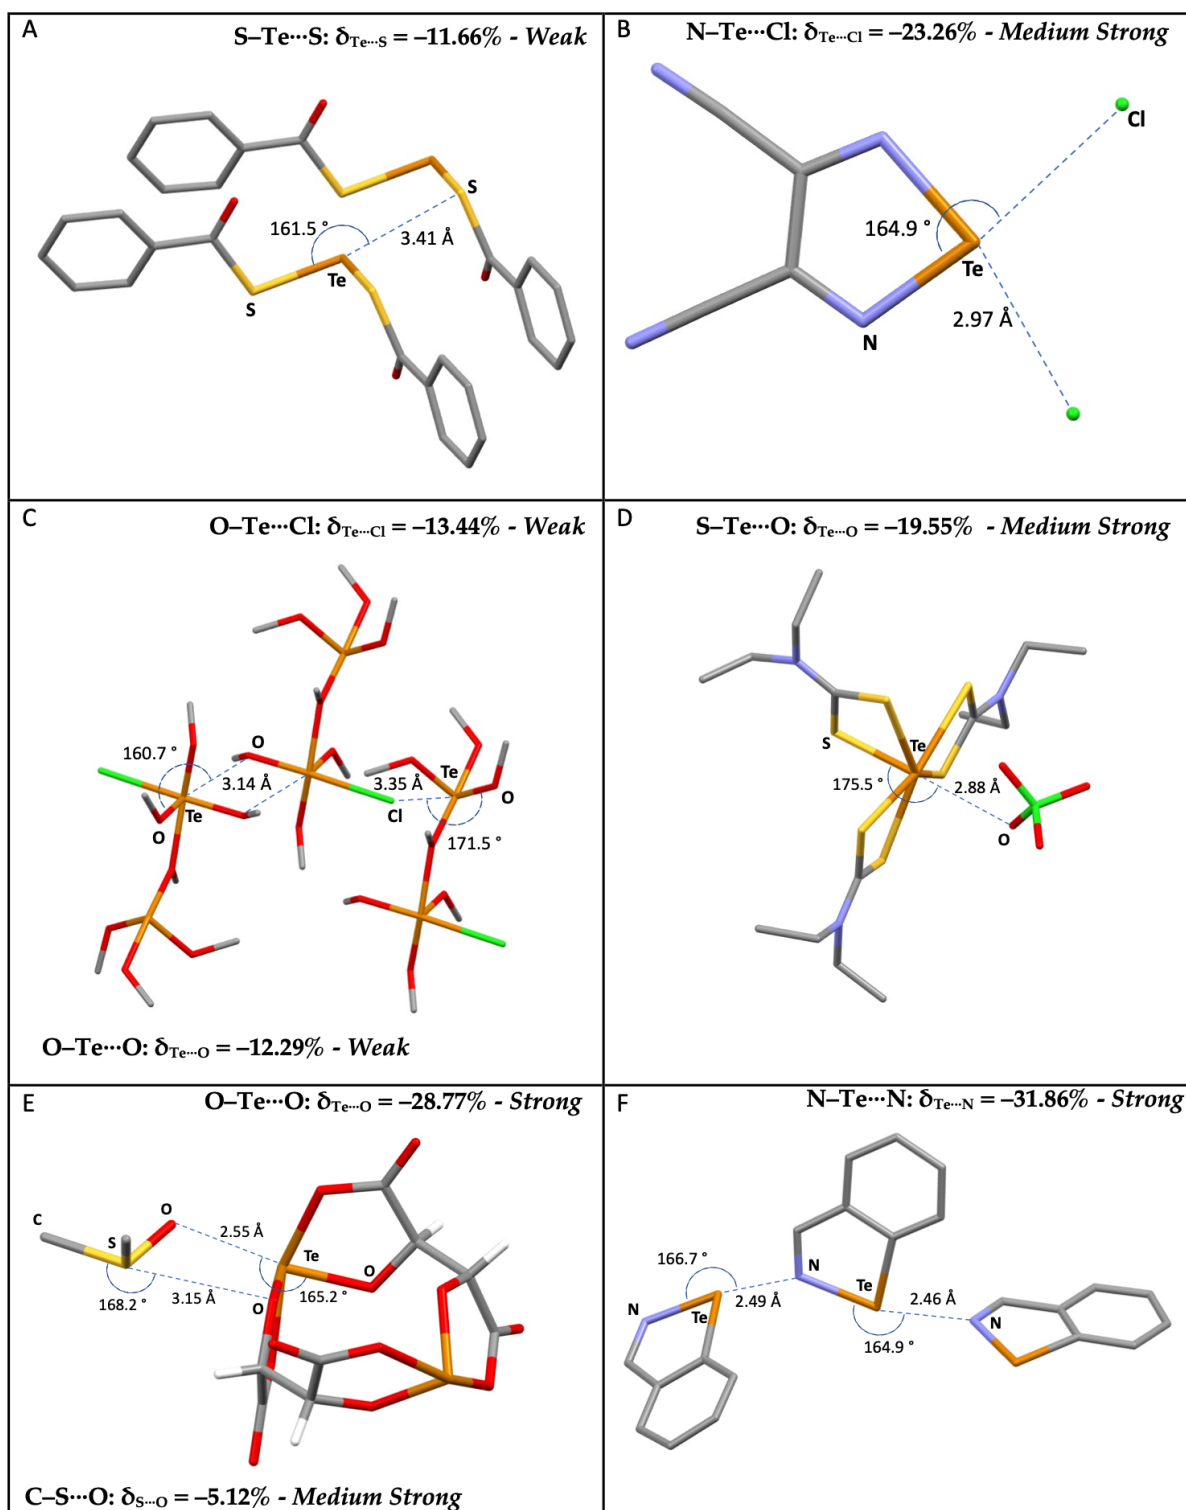 A
S–Te···S: δTe···S = –11.66% - Weak
S
161.5 °
3.41 Å
Te
S
B
N–Te···Cl: δTe···Cl = –23.26% - Medium Strong
Cl
164.9 °
Te
2.97 Å
N
C
O–Te···Cl: δTe···Cl = –13.44% - Weak
160.7 °
O
3.14 Å
Te
O
Te
3.35 Å
O
Cl
171.5 °
O–Te···O: δTe···O = –12.29% - Weak
D
S–Te···O: δTe···O = –19.55% - Medium Strong
S
Te
175.5 °
2.88 Å
O
E
O–Te···O: δTe···O = –28.77% - Strong
C
O
S
2.55 Å
Te
O
168.2 °
3.15 Å
O
165.2 °
C–S···O: δS···O = –5.12% - Medium Strong
F
N–Te···N: δTe···N = –31.86% - Strong
166.7 °
N
Te
2.49 Å
N
Te
2.46 Å
N
164.9 °